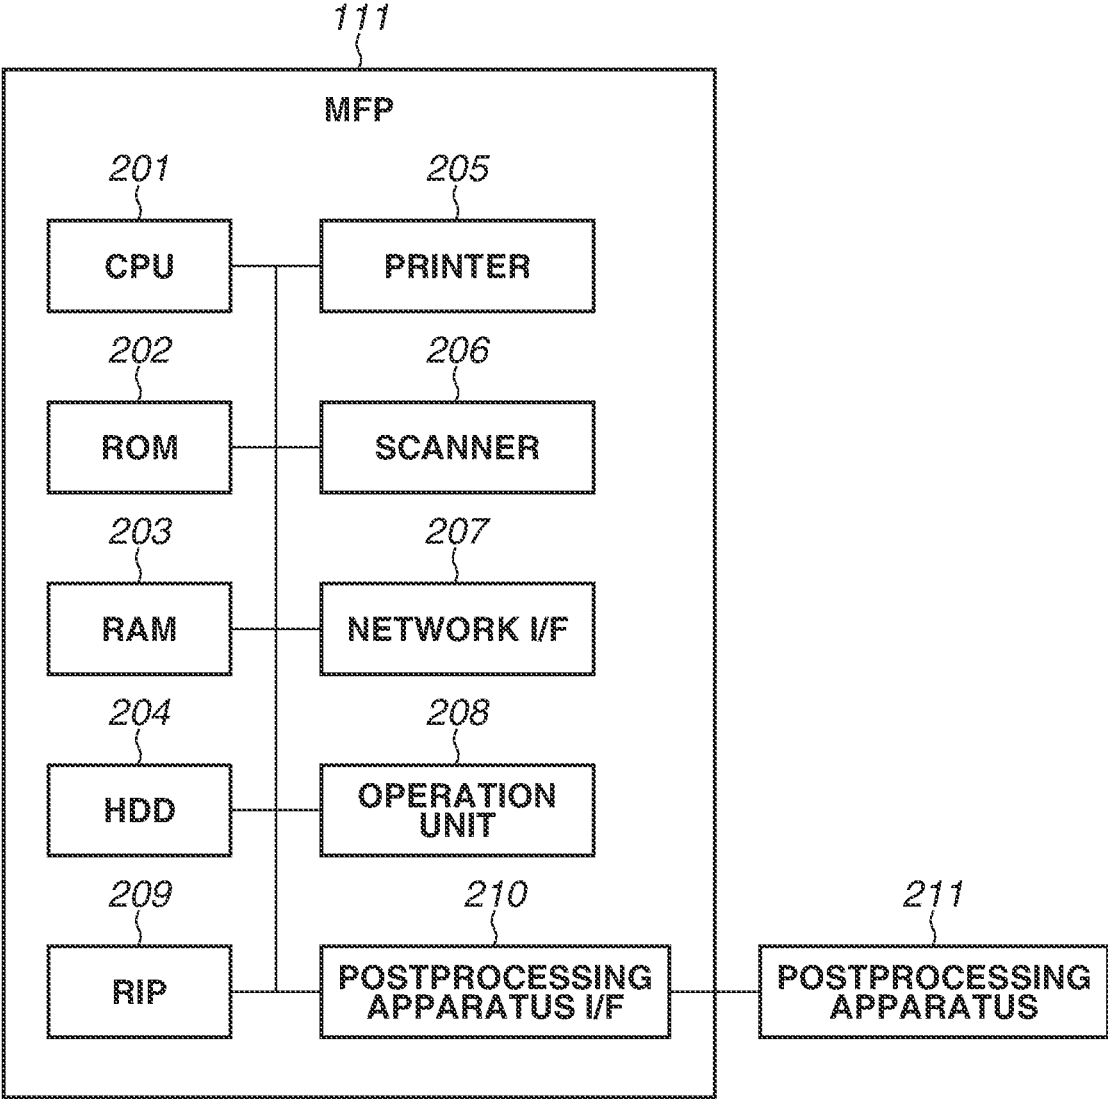 111
MFP
201
205
CPU
PRINTER
202
206
ROM
SCANNER
203
207
RAM
NETWORK I/F
204
208
HDD
OPERATION
UNIT
209
210
211
RIP
POSTPROCESSING
APPARATUS I/F
POSTPROCESSING
APPARATUS